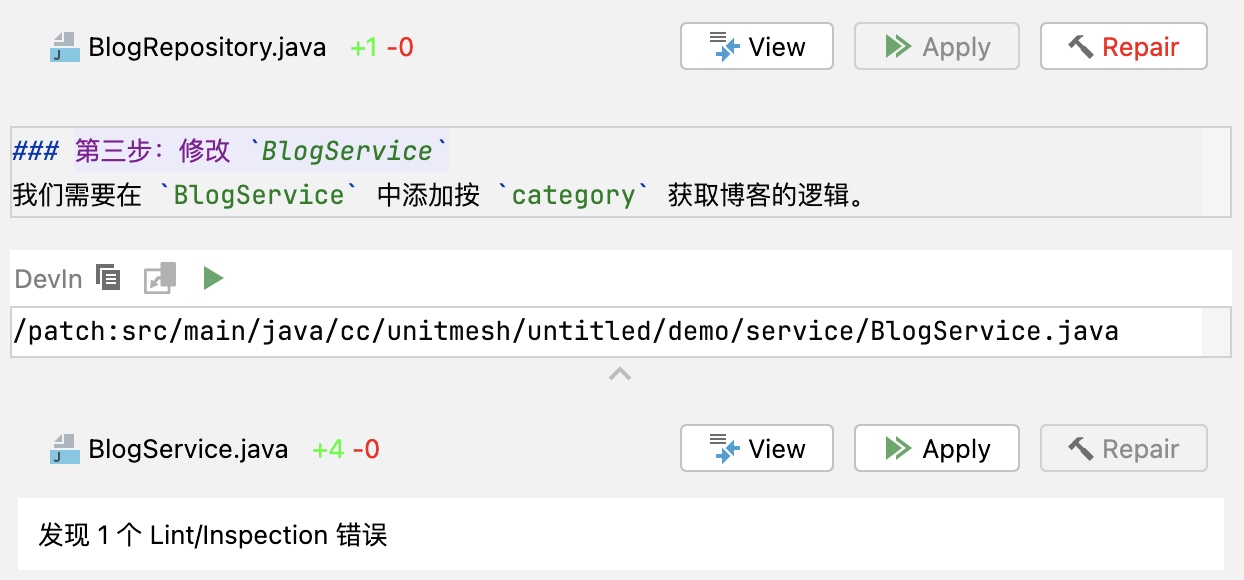 BlogRepository.java +1 -0 View Apply Repair
### 第三步：修改 `BlogService`
我们需要在 `BlogService` 中添加按 `category` 获取博客的逻辑。
DevIn
/patch:src/main/java/cc/unitmesh/untitled/demo/service/BlogService.java
BlogService.java +4 -0 View Apply Repair
发现 1 个 Lint/Inspection 错误